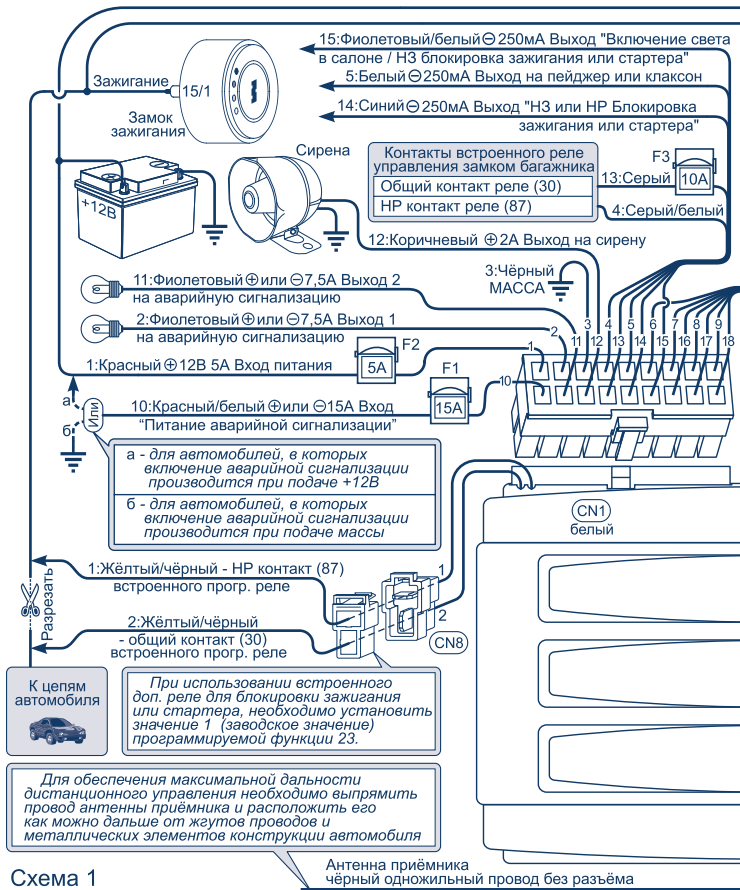 15:Фиолетовый/белый⊖250мА Выход "Включение света
в салоне / НЗ блокировка зажигания или стартера"
5:Белый⊖250мА Выход на пейджер или клаксон
14:Синий⊖250мА Выход "НЗ или НР Блокировка
зажигания или стартера"
Зажигание
15/1
Замок
зажигания
Сирена
+12В
Контакты встроенного реле
управления замком багажника
Общий контакт реле (30)
НР контакт реле (87)
F3
13:Серый
10А
4:Серый/белый
12:Коричневый ⊕2А Выход на сирену
3:Чёрный
МАССА
11:Фиолетовый⊕или ⊖7,5А Выход 2
на аварийную сигнализацию
2:Фиолетовый⊕или ⊖7,5А Выход 1
на аварийную сигнализацию
1:Красный⊕12В 5А Вход питания
F2
5А
3 4 5 6 7 8 9
1 2 11 12 13 14 15 16 17 18
F1
15А
10
а
б
Или
10:Красный/белый⊕или ⊖15А Вход
“Питание аварийной сигнализации”
а - для автомобилей, в которых
включение аварийной сигнализации
производится при подаче +12В
б - для автомобилей, в которых
включение аварийной сигнализации
производится при подаче массы
CN1
белый
1:Жёлтый/чёрный - НР контакт (87)
встроенного прогр. реле
1
2
CN8
Разрезать
2:Жёлтый/чёрный
- общий контакт (30)
встроенного прогр. реле
К цепям
автомобиля
При использовании встроенного
доп. реле для блокировки зажигания
или стартера, необходимо установить
значение 1 (заводское значение)
программируемой функции 23.
Для обеспечения максимальной дальности
дистанционного управления необходимо выпрямить
провод антенны приёмника и расположить его
как можно дальше от жгутов проводов и
металлических элементов конструкции автомобиля
Схема 1
Антенна приёмника
чёрный одножильный провод без разъёма